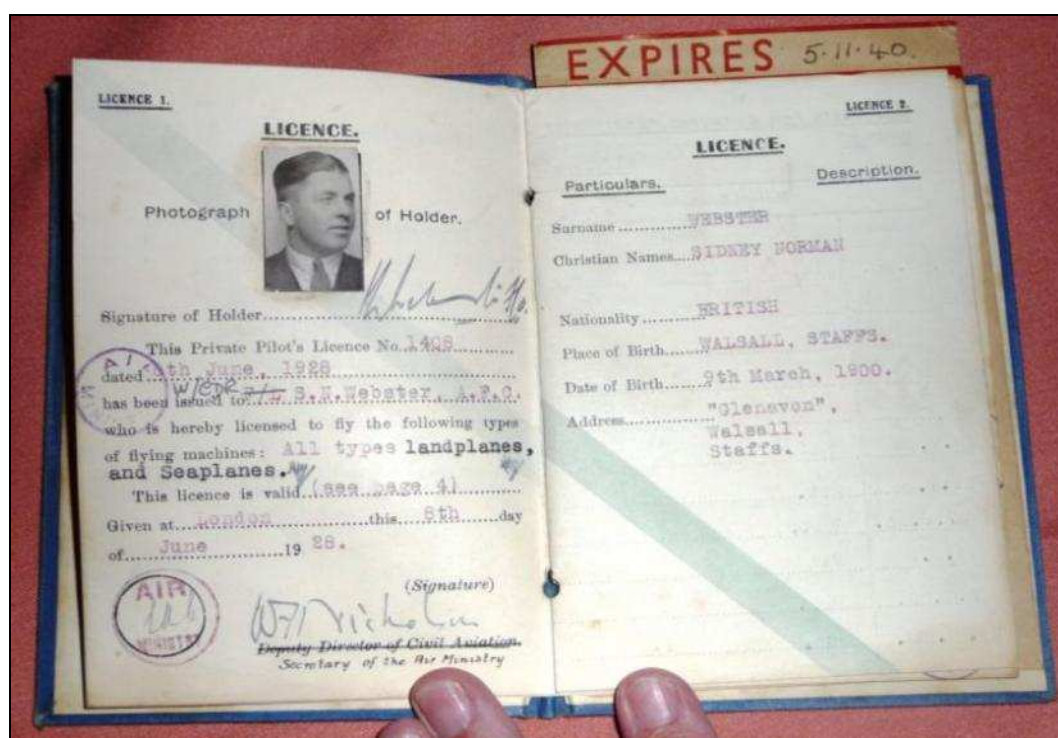 EXPIRES 5·11·40.
LICENCE 1.
LICENCE.
Photograph of Holder.
Signature of Holder
This Private Pilot's Licence No. 1408
dated 8th June, 1928
has been issued to W/CDR F/L S.N.Webster, A.F.C.
who is hereby licensed to fly the following types
of flying machines: All types landplanes,
and Seaplanes.
This licence is valid (see page 4)
Given at London this 8th day
of June 19 28.
(Signature)
Deputy Director of Civil Aviation.
Secretary of the Air Ministry
AIR
MINISTRY
LICENCE 2.
LICENCE.
Particulars. Description.
Surname WEBSTER
Christian Names SIDNEY NORMAN
Nationality BRITISH
Place of Birth WALSALL, STAFFS.
Date of Birth 9th March, 1900.
Address "Glenavon",
Walsall,
Staffs.